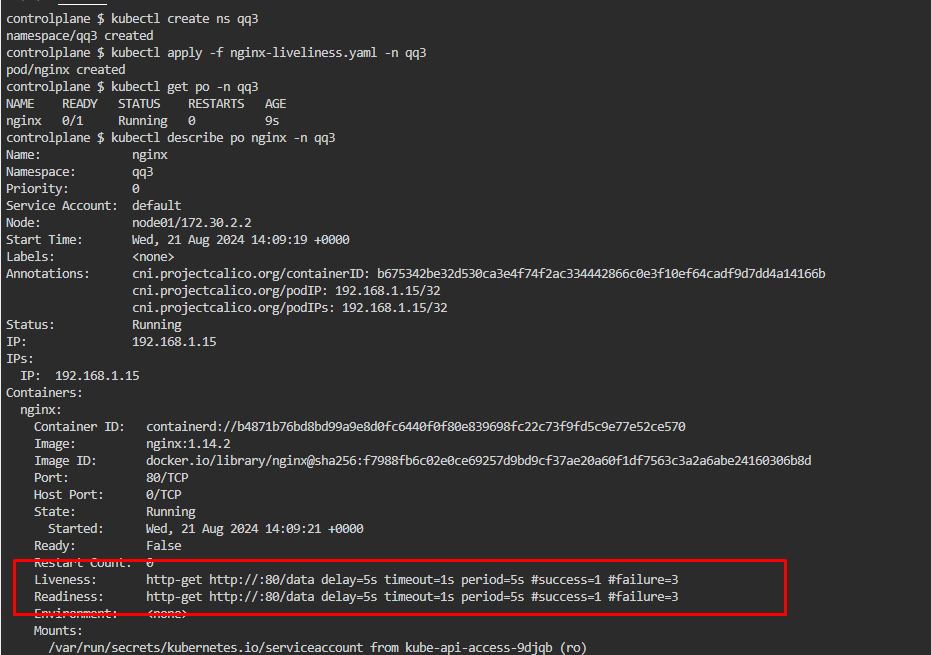 controlplane $ kubectl create ns qq3
namespace/qq3 created
controlplane $ kubectl apply -f nginx-liveliness.yaml -n qq3
pod/nginx created
controlplane $ kubectl get po -n qq3
NAME    READY   STATUS    RESTARTS   AGE
nginx   0/1     Running   0          9s
controlplane $ kubectl describe po nginx -n qq3
Name:             nginx
Namespace:        qq3
Priority:         0
Service Account:  default
Node:             node01/172.30.2.2
Start Time:       Wed, 21 Aug 2024 14:09:19 +0000
Labels:           <none>
Annotations:      cni.projectcalico.org/containerID: b675342be32d530ca3e4f74f2ac334442866c0e3f10ef64cadf9d7dd4a14166b
                  cni.projectcalico.org/podIP: 192.168.1.15/32
                  cni.projectcalico.org/podIPs: 192.168.1.15/32
Status:           Running
IP:               192.168.1.15
IPs:
  IP:  192.168.1.15
Containers:
  nginx:
    Container ID:   containerd://b4871b76bd8bd99a9e8d0fc6440f0f80e839698fc22c73f9fd5c9e77e52ce570
    Image:          nginx:1.14.2
    Image ID:       docker.io/library/nginx@sha256:f7988fb6c02e0ce69257d9bd9cf37ae20a60f1df7563c3a2a6abe24160306b8d
    Port:           80/TCP
    Host Port:      0/TCP
    State:          Running
      Started:      Wed, 21 Aug 2024 14:09:21 +0000
    Ready:          False
    Restart Count:  0
    Liveness:       http-get http://:80/data delay=5s timeout=1s period=5s #success=1 #failure=3
    Readiness:      http-get http://:80/data delay=5s timeout=1s period=5s #success=1 #failure=3
    Environment:    <none>
    Mounts:
      /var/run/secrets/kubernetes.io/serviceaccount from kube-api-access-9djqb (ro)